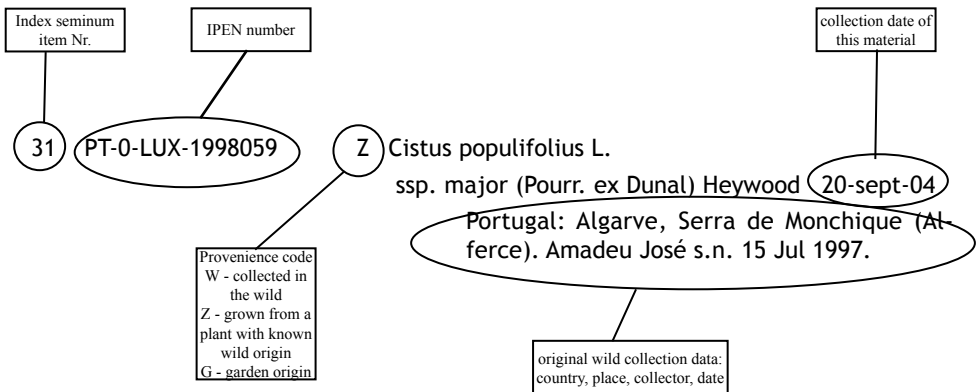 Index seminum
item Nr.
IPEN number
collection date of
this material
31 PT-0-LUX-1998059 Z Cistus populifolius L.
ssp. major (Pourr. ex Dunal) Heywood 20-sept-04
Portugal: Algarve, Serra de Monchique (Al-
ferce). Amadeu José s.n. 15 Jul 1997.
Provenience code
W - collected in
the wild
Z - grown from a
plant with known
wild origin
G - garden origin
original wild collection data:
country, place, collector, date